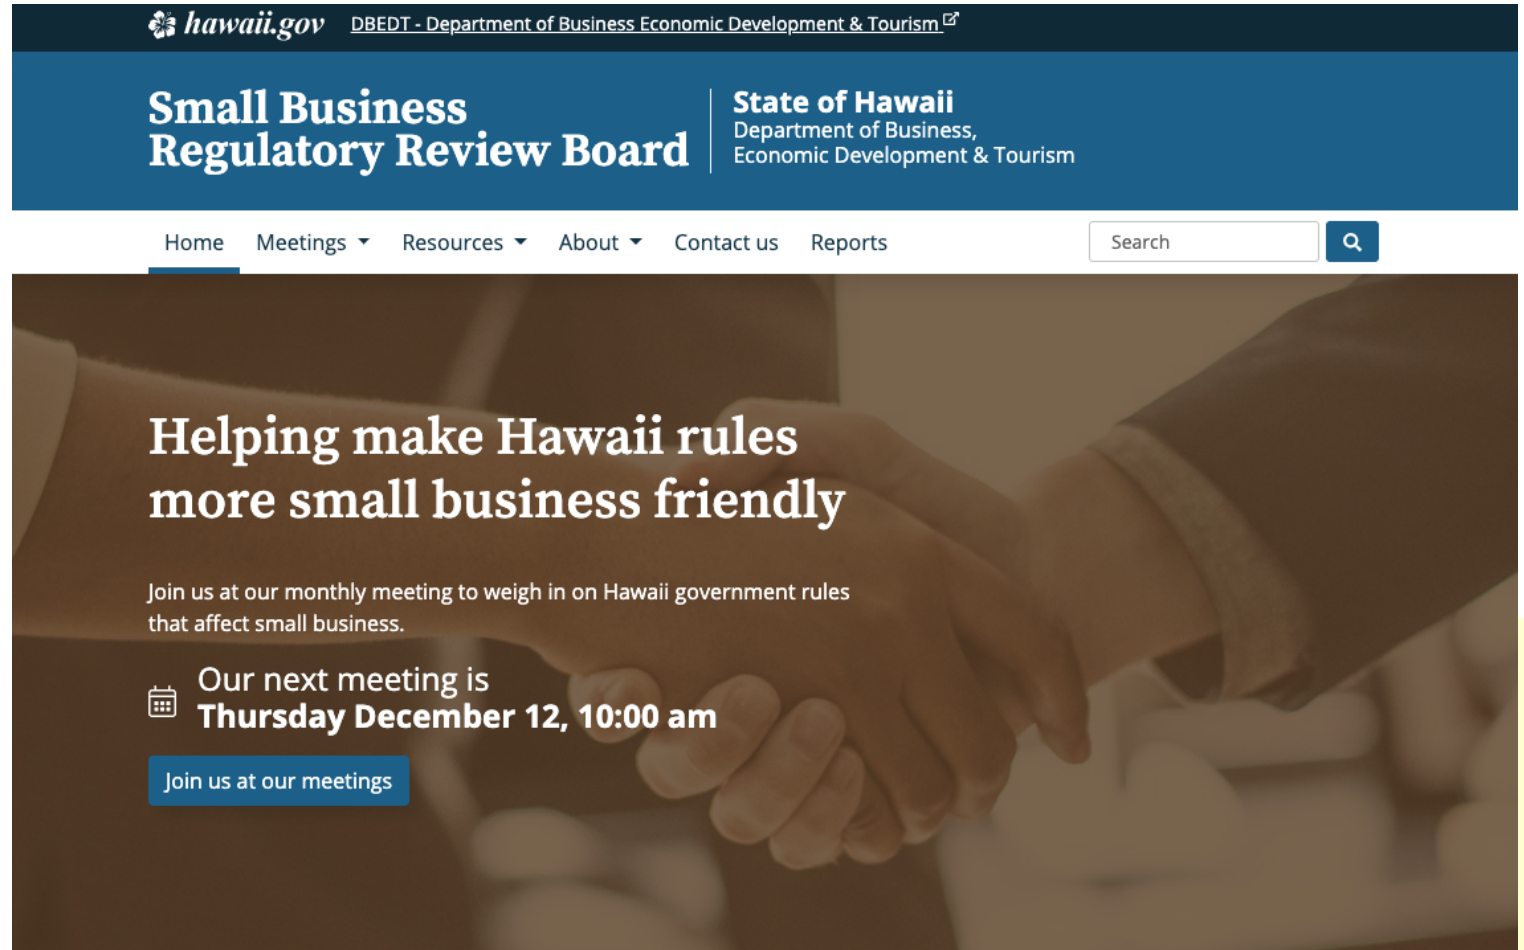 hawaii.gov DBEDT - Department of Business Economic Development & Tourism
Small Business
Regulatory Review Board
State of Hawaii
Department of Business,
Economic Development & Tourism
Home Meetings Resources About Contact us Reports Search
Helping make Hawaii rules
more small business friendly
Join us at our monthly meeting to weigh in on Hawaii government rules
that affect small business.
Our next meeting is
Thursday December 12, 10:00 am
Join us at our meetings